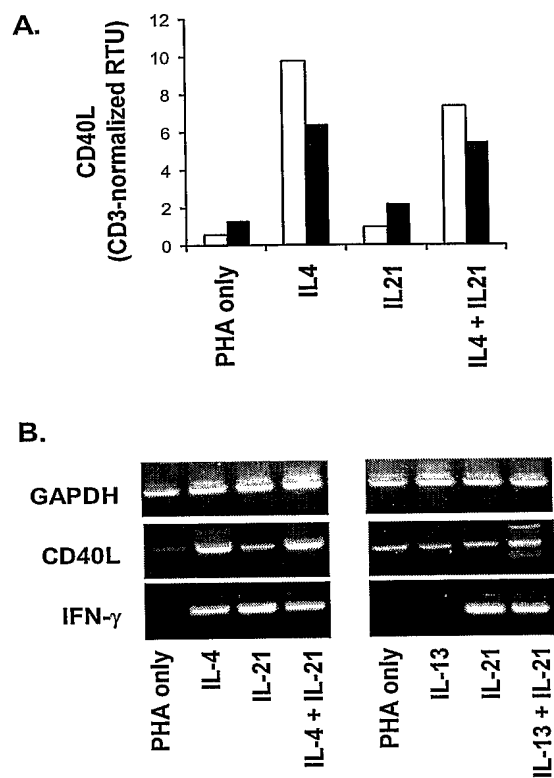 A.
12
10
8
6
4
2
0
CD40L
(CD3-normalized RTU)
PHA only
IL4
IL21
IL4 + IL21
B.
GAPDH
CD40L
IFN-γ
PHA only
IL-4
IL-21
IL-4 + IL-21
PHA only
IL-13
IL-21
IL-13 + IL-21